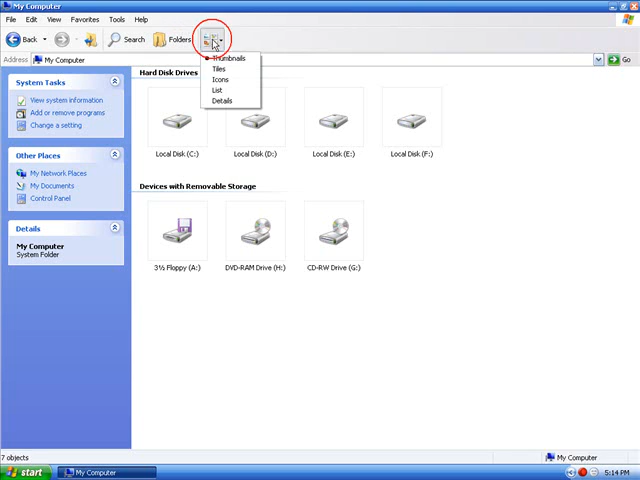 My Computer
File Edit View Favorites Tools Help
Back Search Folders
Address My Computer Go
Thumbnails
Tiles
Icons
List
Details
System Tasks
View system information
Add or remove programs
Change a setting
Other Places
My Network Places
My Documents
Control Panel
Details
My Computer
System Folder
Hard Disk Drives
Local Disk (C:) Local Disk (D:) Local Disk (E:) Local Disk (F:)
Devices with Removable Storage
3½ Floppy (A:) DVD-RAM Drive (H:) CD-RW Drive (G:)
7 objects My Computer
start My Computer 5:14 PM